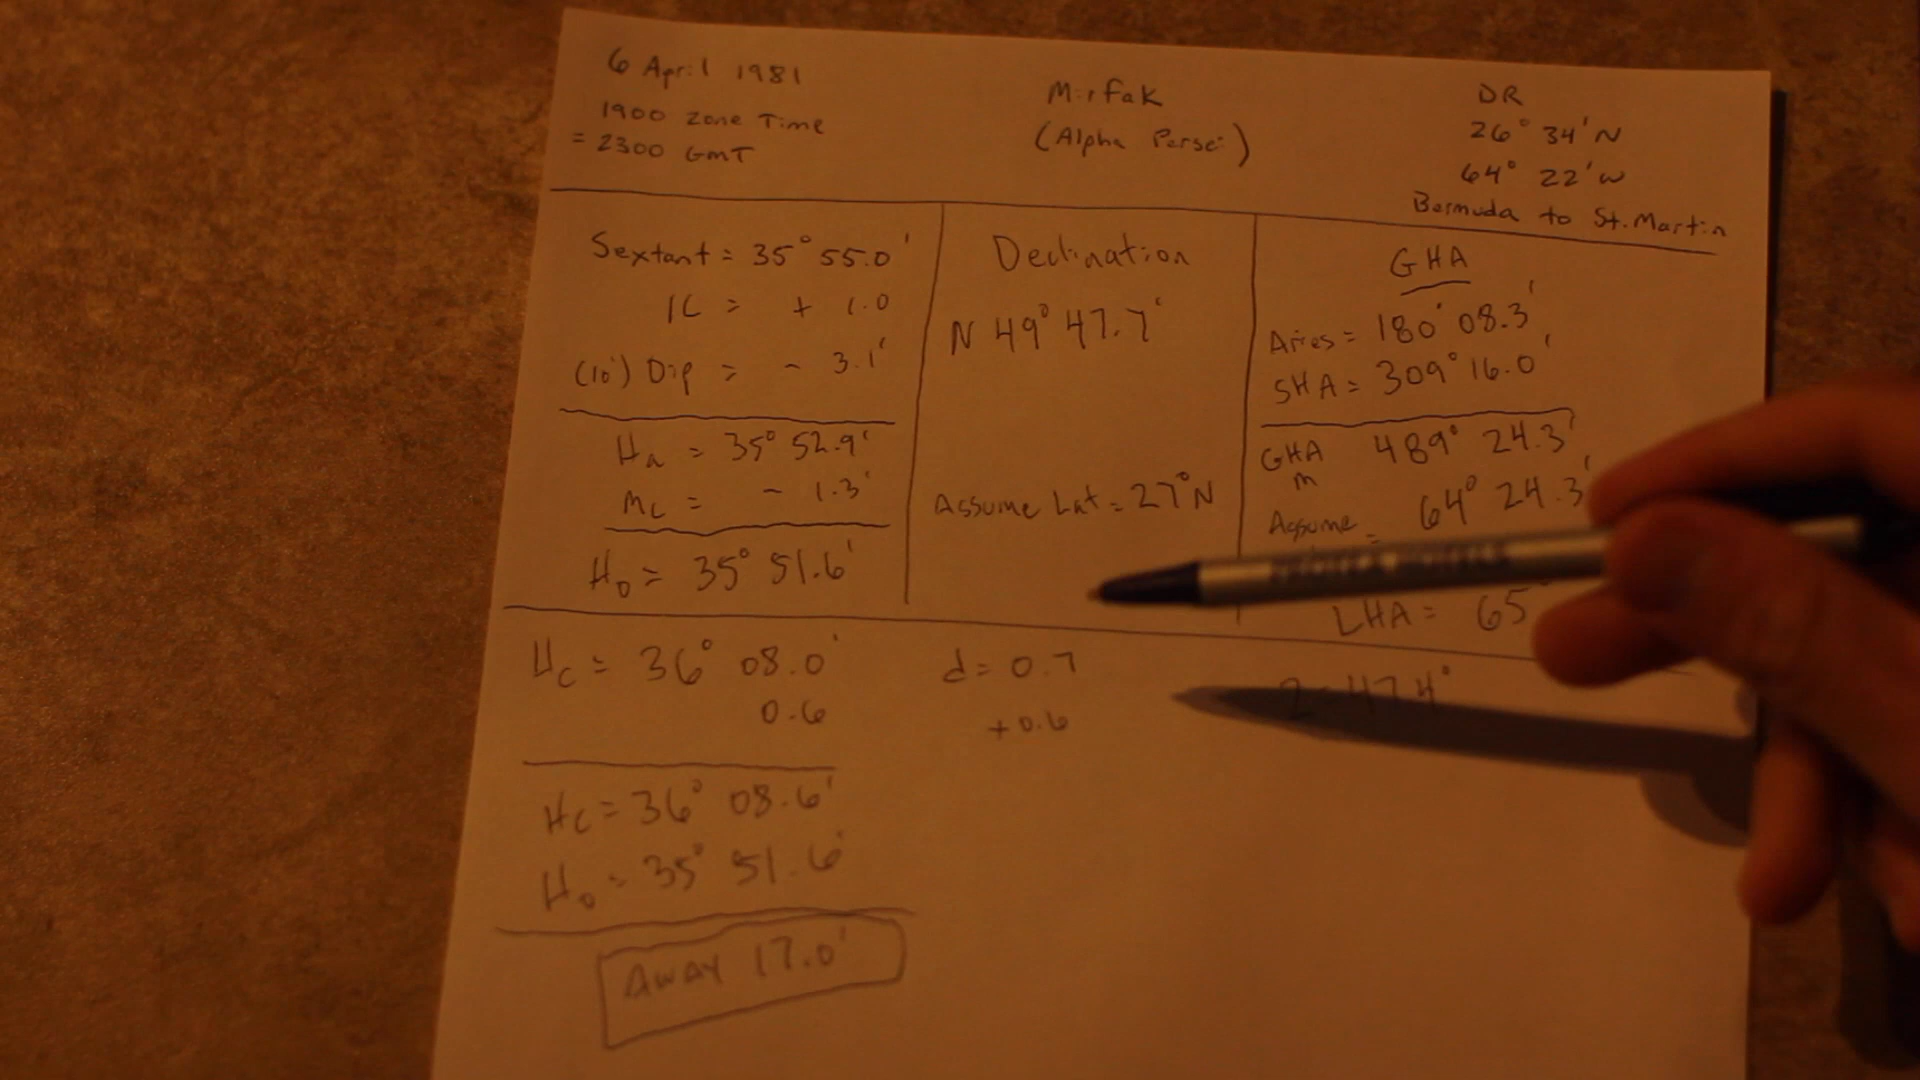 6 April 1981
1900 Zone Time
= 2300 GMT
Mirfak
(Alpha Persei)
DR
26° 34' N
64° 22' W
Bermuda to St. Martin
Sextant = 35° 55.0'
IC = + 1.0
(10') Dip = - 3.1'
Ha = 35° 52.9'
MC = - 1.3'
Ho = 35° 51.6'
Declination
N 49° 47.7'
Assume Lat = 27° N
GHA
Aries = 180° 08.3'
SHA = 309° 16.0'
GHA 489° 24.3'
m
Assume = 64° 24.3'
LHA = 65
Hc = 36° 08.0'
0.6
d = 0.7
+0.6
Z = 47.4°
Hc = 36° 08.6'
Ho = 35° 51.6'
AWAY 17.0'